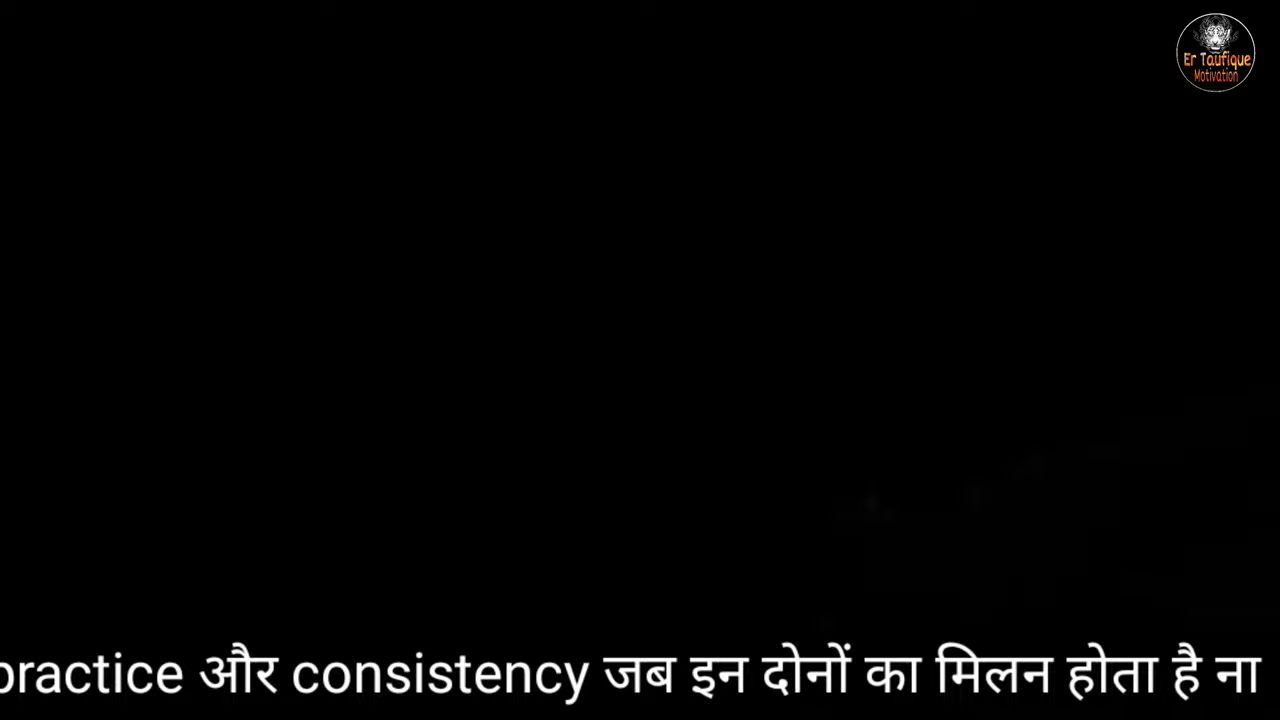 Er Taufique
Motivation
practice और consistency जब इन दोनों का मिलन होता है ना